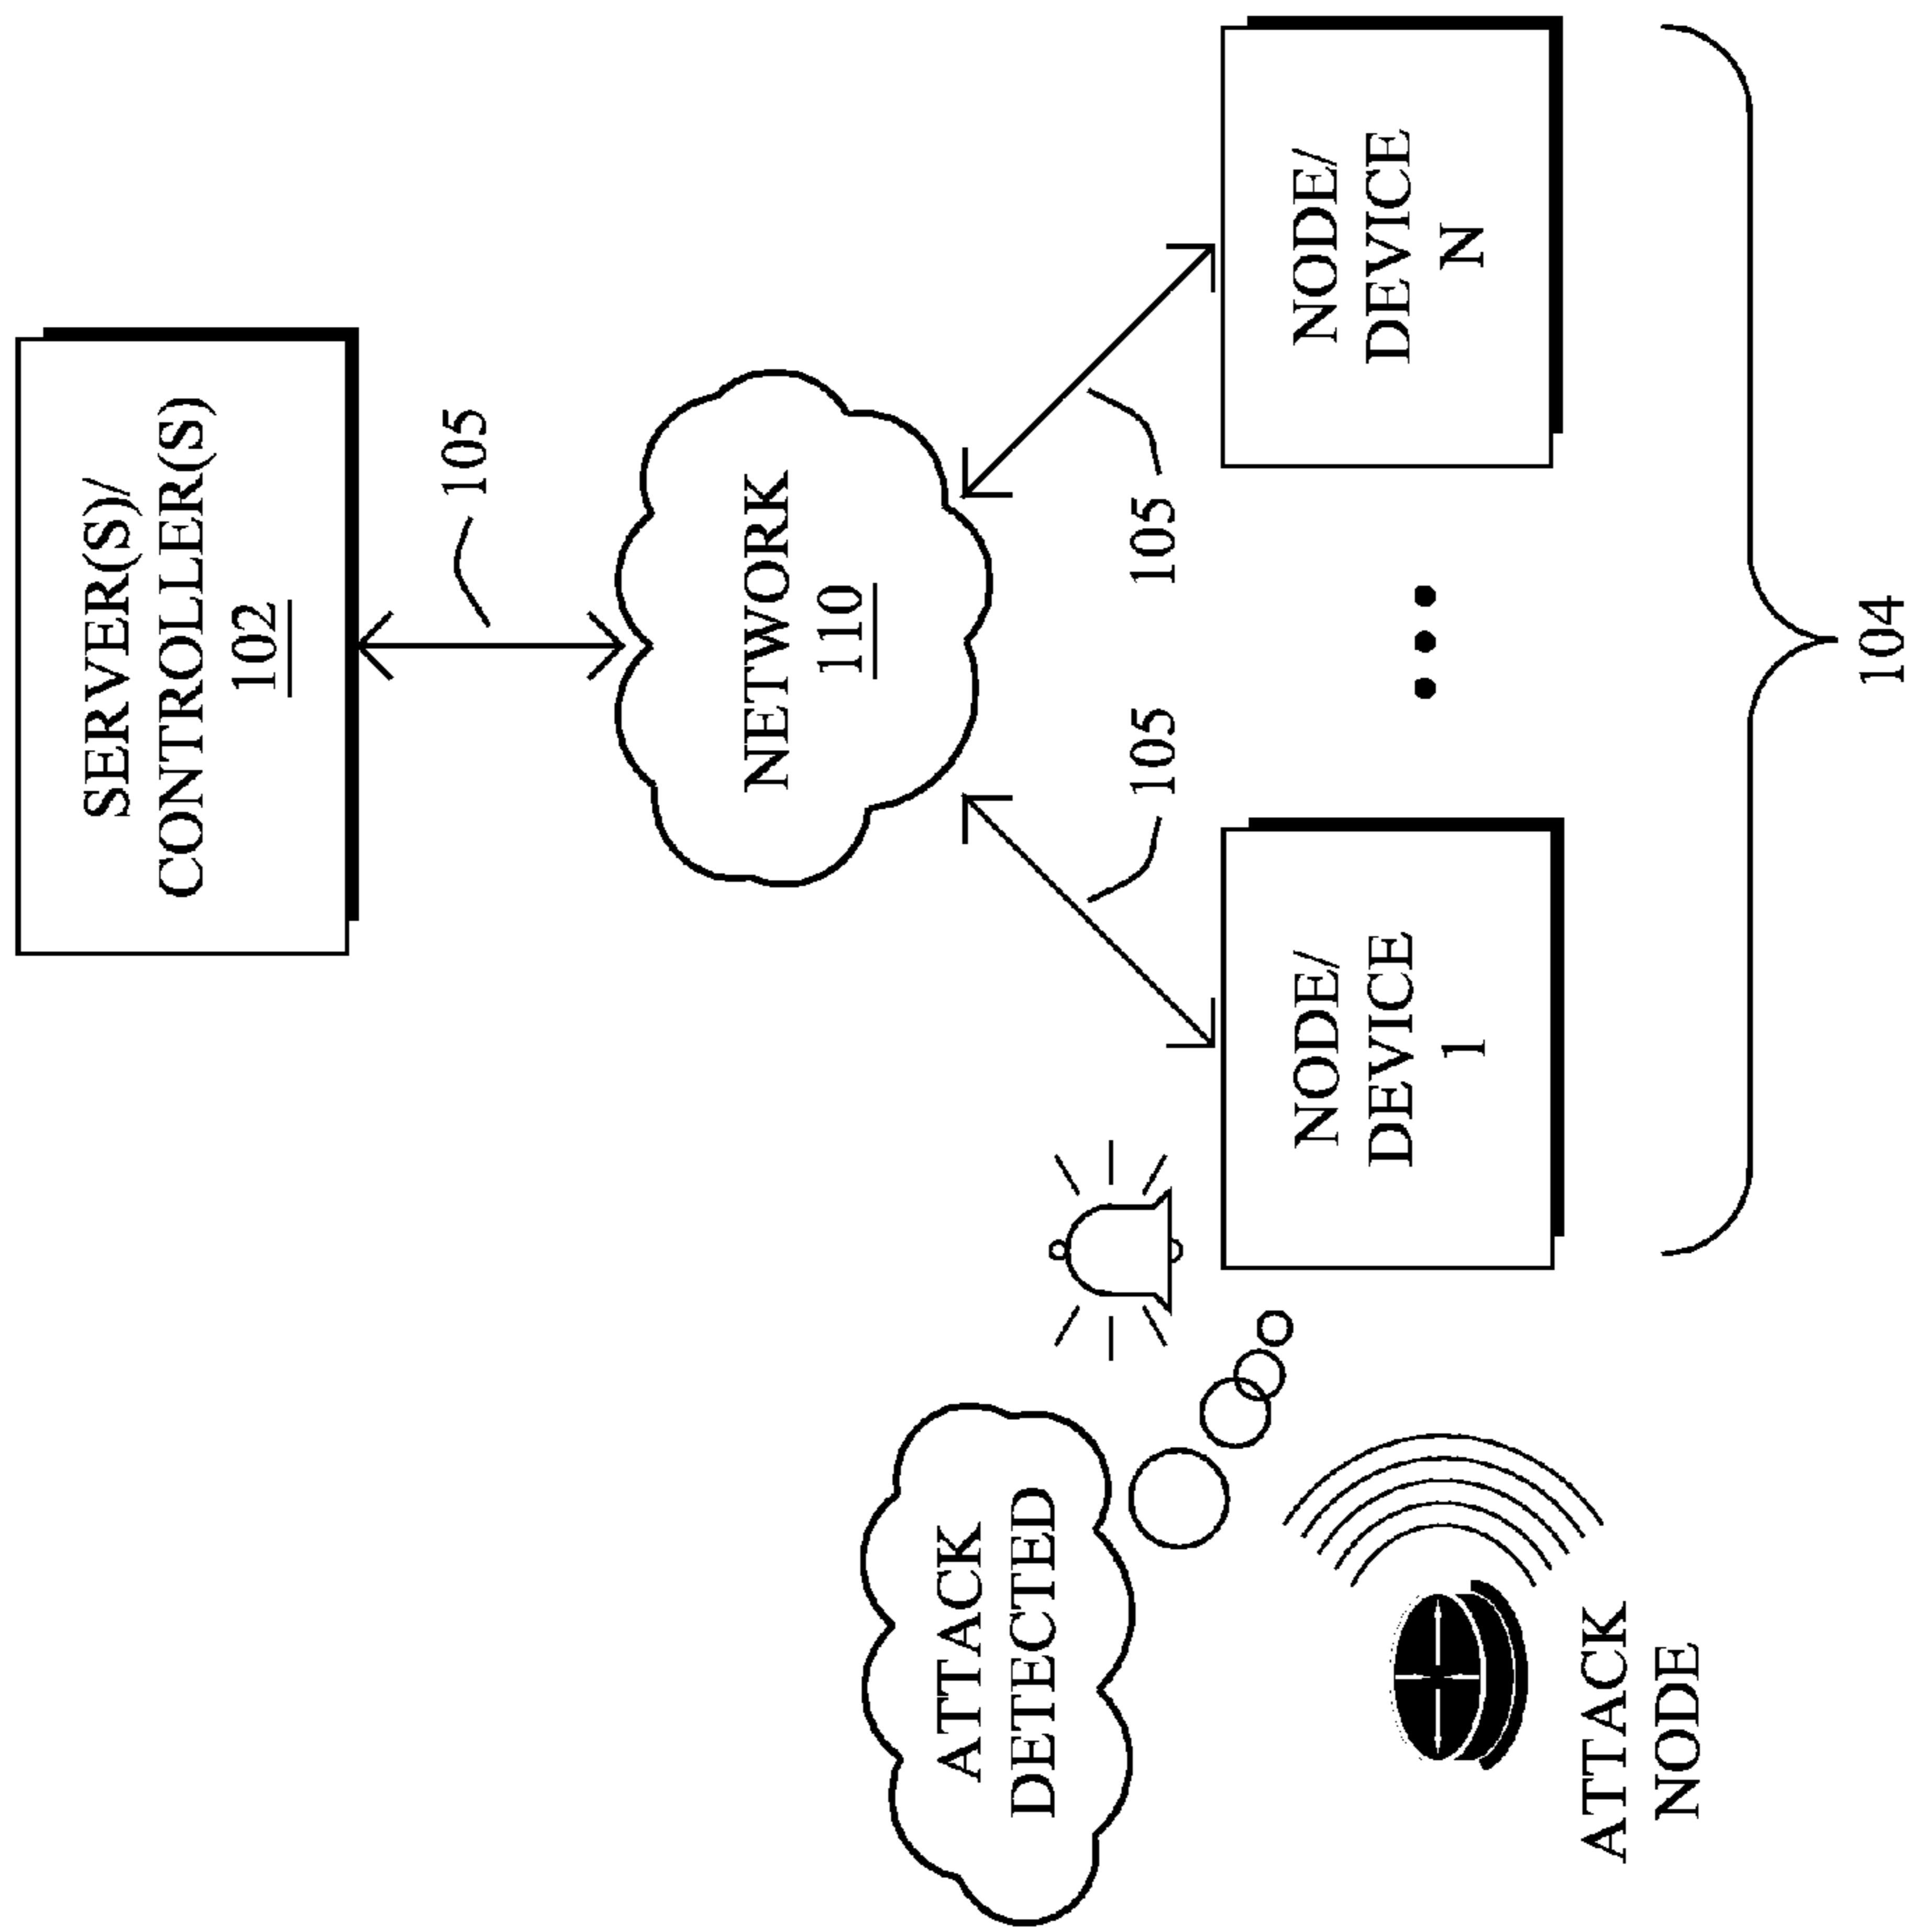 SERVER(S)/
CONTROLLER(S)
102
105
NETWORK
110
105
105
ATTACK
DETECTED
NODE/
DEVICE
1
NODE/
DEVICE
N
ATTACK
NODE
104